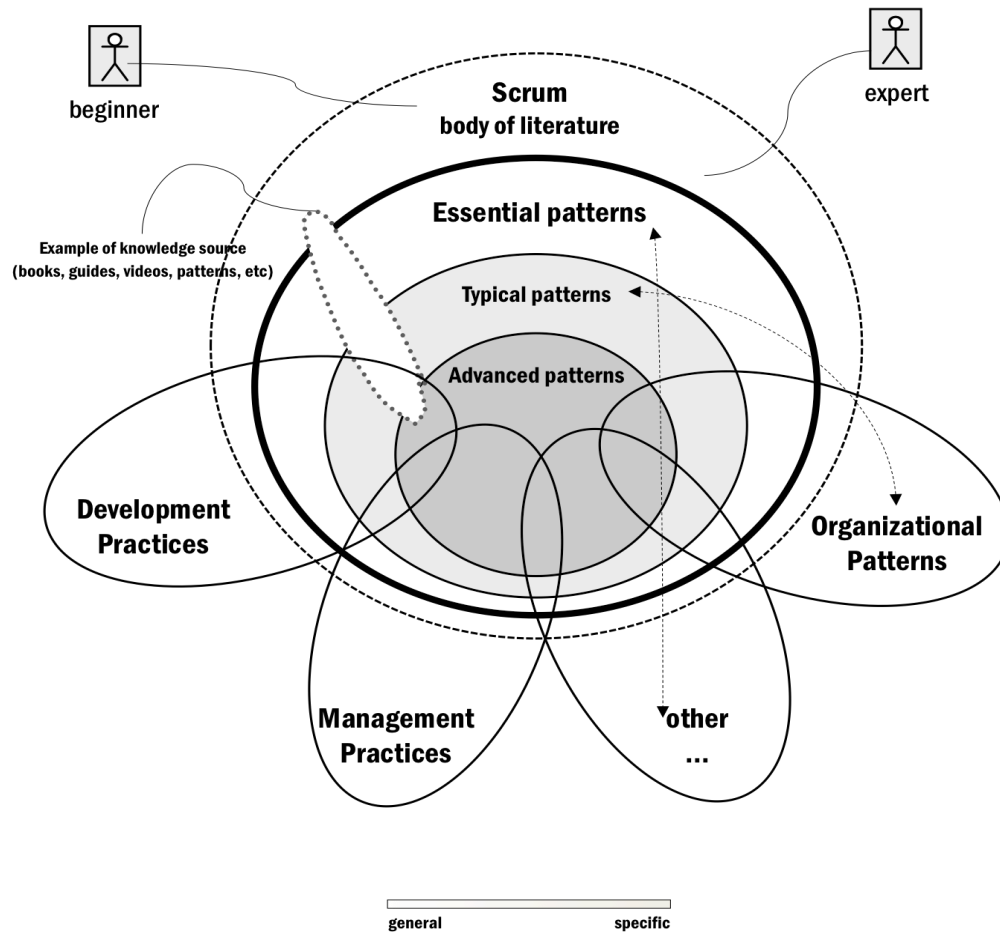 beginner
expert
Scrum
body of literature
Essential patterns
Example of knowledge source
(books, guides, videos, patterns, etc)
Typical patterns
Advanced patterns
Development
Practices
Organizational
Patterns
Management
Practices
other
...
general
specific